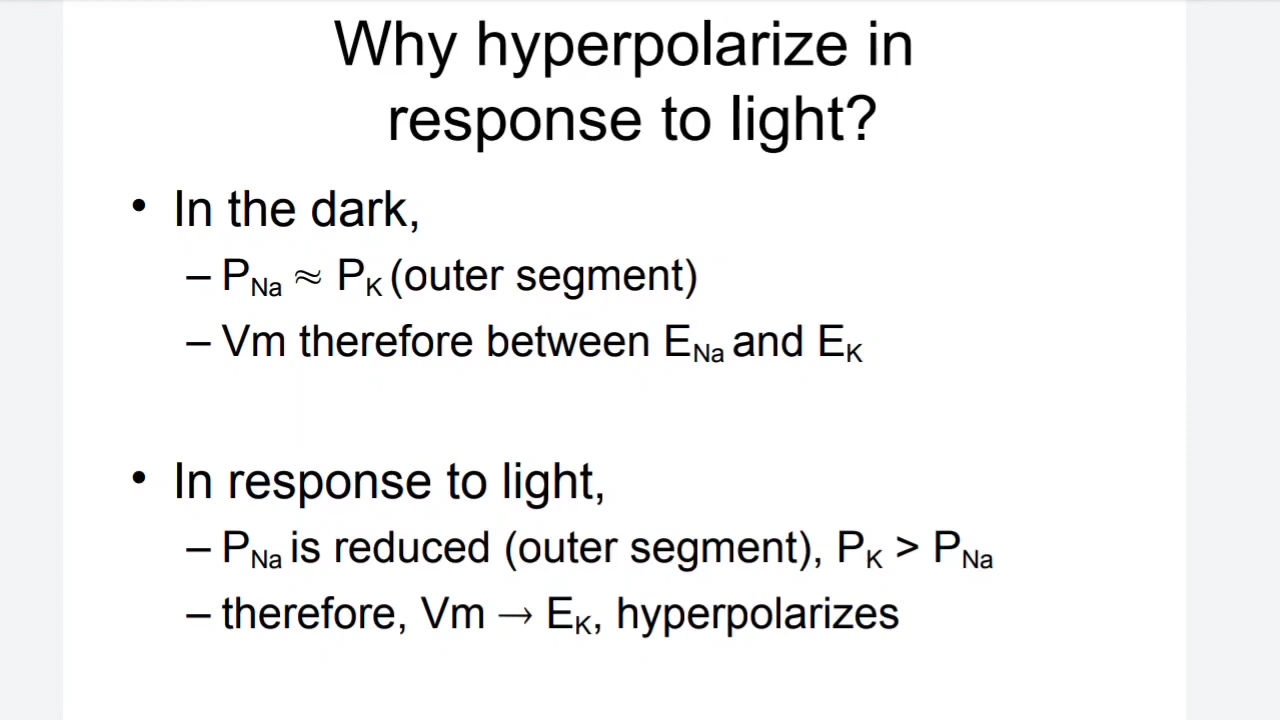 Why hyperpolarize in
response to light?
• In the dark,
– P_Na ≈ P_K (outer segment)
– Vm therefore between E_Na and E_K
• In response to light,
– P_Na is reduced (outer segment), P_K > P_Na
– therefore, Vm → E_K, hyperpolarizes